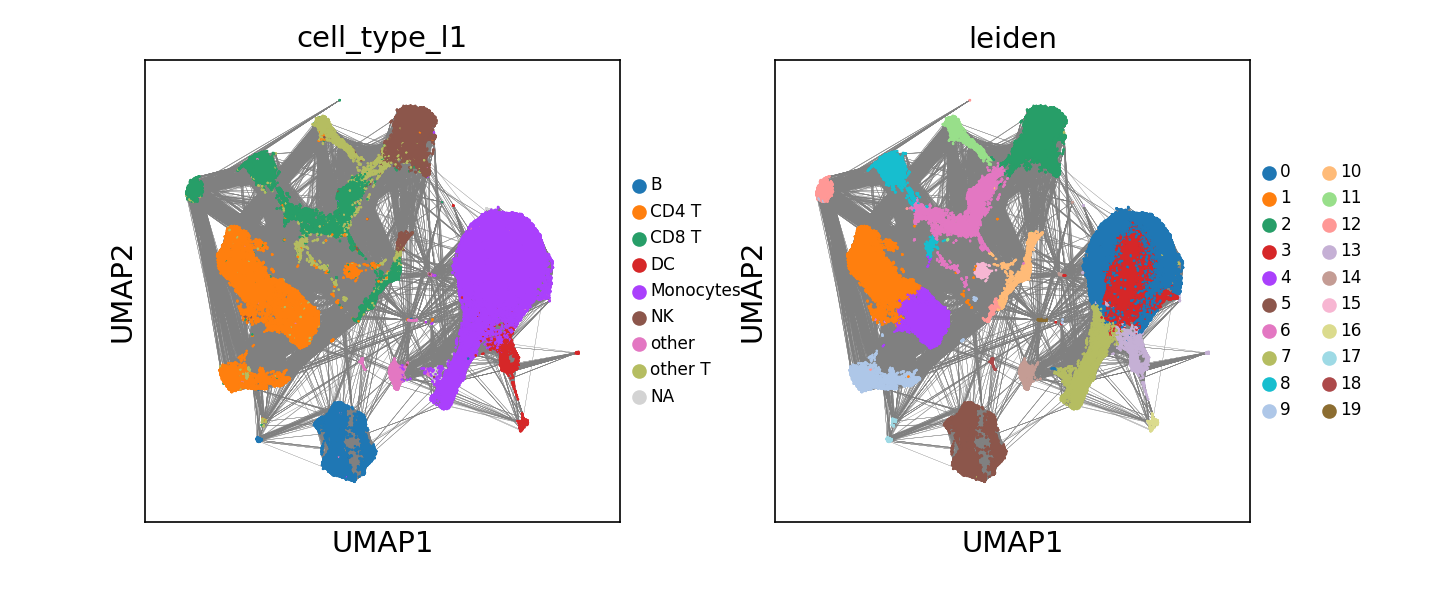 cell_type_l1
leiden
UMAP2
UMAP1
B
CD4 T
CD8 T
DC
Monocytes
NK
other
other T
NA
UMAP2
UMAP1
0
1
2
3
4
5
6
7
8
9
10
11
12
13
14
15
16
17
18
19